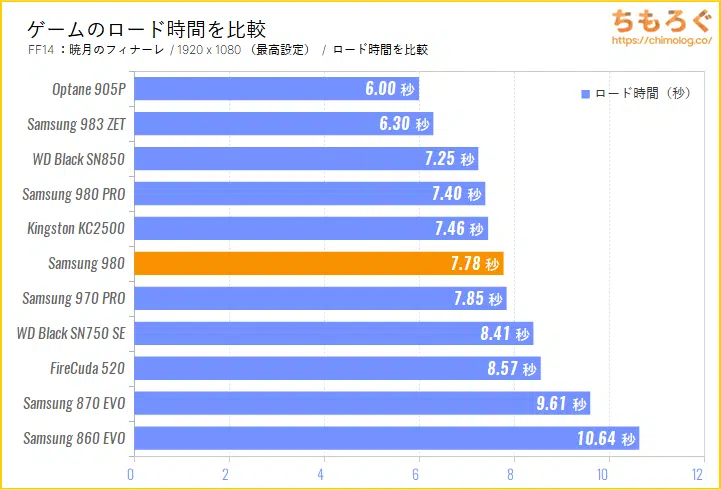 ゲームのロード時間を比較
FF14 ：暁月のフィナーレ / 1920 x 1080 （最高設定） / ロード時間を比較
ちもろぐ
https://chimolog.co/
ロード時間（秒）
Optane 905P 6.00 秒
Samsung 983 ZET 6.30 秒
WD Black SN850 7.25 秒
Samsung 980 PRO 7.40 秒
Kingston KC2500 7.46 秒
Samsung 980 7.78 秒
Samsung 970 PRO 7.85 秒
WD Black SN750 SE 8.41 秒
FireCuda 520 8.57 秒
Samsung 870 EVO 9.61 秒
Samsung 860 EVO 10.64 秒
0 2 4 6 8 10 12